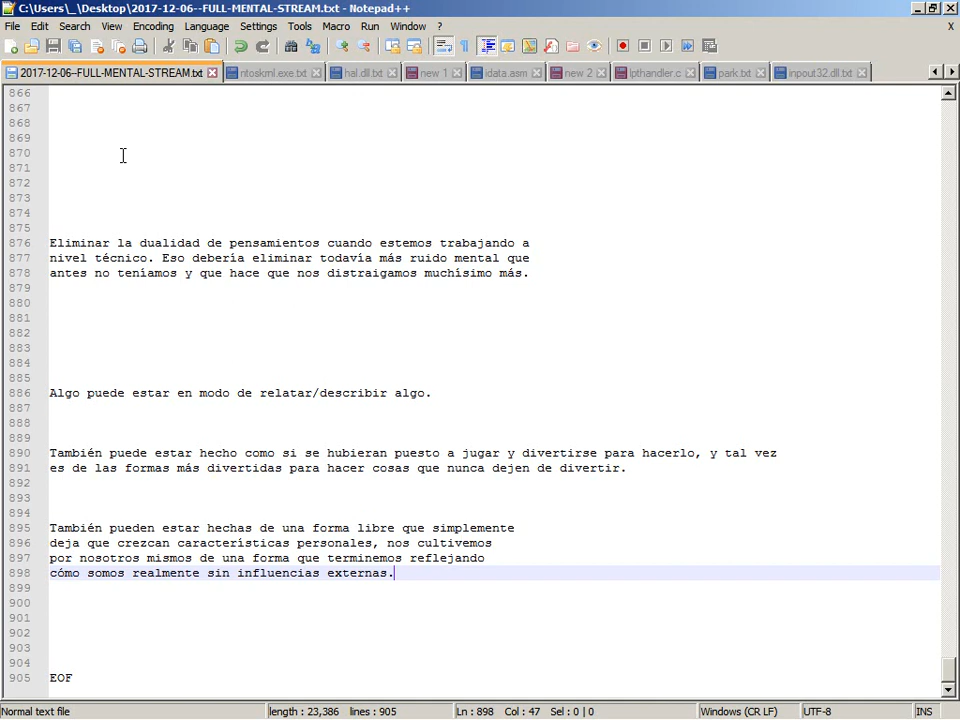 C:\Users\_\Desktop\2017-12-06--FULL-MENTAL-STREAM.txt - Notepad++
File Edit Search View Encoding Language Settings Tools Macro Run Window ? X
2017-12-06--FULL-MENTAL-STREAM.txt ntoskrnl.exe.txt hal.dll.txt new 1 idata.asm new 2 lpthandler.c park.txt inpout32.dll.txt
866
867
868
869
870
871
872
873
874
875
876 Eliminar la dualidad de pensamientos cuando estemos trabajando a
877 nivel técnico. Eso debería eliminar todavía más ruido mental que
878 antes no teníamos y que hace que nos distraigamos muchísimo más.
879
880
881
882
883
884
885
886 Algo puede estar en modo de relatar/describir algo.
887
888
889
890 También puede estar hecho como si se hubieran puesto a jugar y divertirse para hacerlo, y tal vez
891 es de las formas más divertidas para hacer cosas que nunca dejen de divertir.
892
893
894
895 También pueden estar hechas de una forma libre que simplemente
896 deja que crezcan características personales, nos cultivemos
897 por nosotros mismos de una forma que terminemos reflejando
898 cómo somos realmente sin influencias externas.
899
900
901
902
903
904
905 EOF
Normal text file length : 23,386 lines : 905 Ln : 898 Col : 47 Sel : 0 | 0 Windows (CR LF) UTF-8 INS